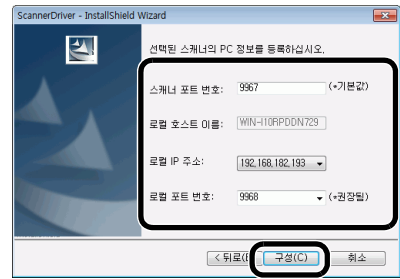 ScannerDriver - InstallShield Wizard
선택된 스캐너의 PC 정보를 등록하십시오.
스캐너 포트 번호: 9967 (*기본값)
로컬 호스트 이름: WIN-I10RPDDN729
로컬 IP 주소: 192.168.182.193
로컬 포트 번호: 9968 (*권장됨)
< 뒤로(B 구성(C) 취소